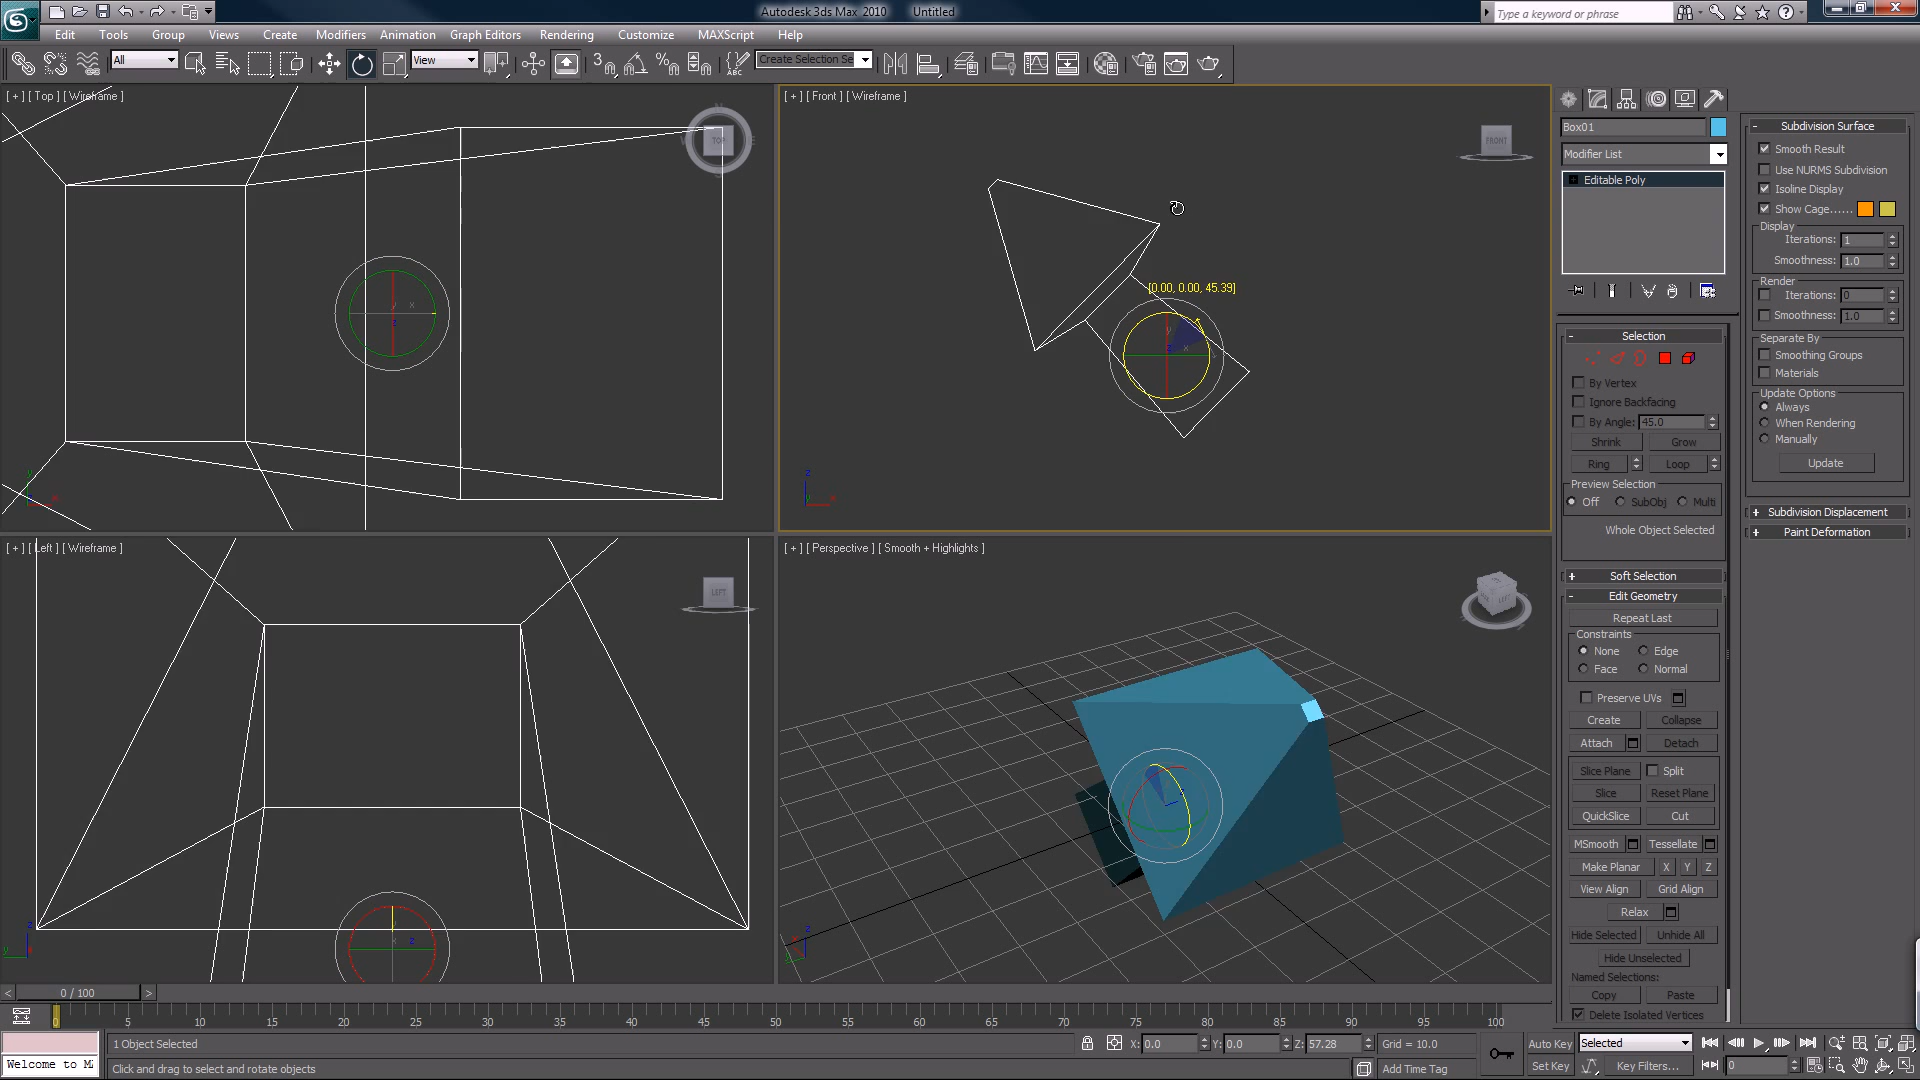 Autodesk 3ds Max 2010 Untitled
Type a keyword or phrase
Edit Tools Group Views Create Modifiers Animation Graph Editors Rendering Customize MAXScript Help
All View Create Selection Se
[ + ] [ Top ] [ Wireframe ]
TOP
[ + ] [ Front ] [ Wireframe ]
FRONT
[0.00, 0.00, 45.39]
[ + ] [ Left ] [ Wireframe ]
LEFT
[ + ] [ Perspective ] [ Smooth + Highlights ]
Box01
Modifier List
Editable Poly
Selection
By Vertex
Ignore Backfacing
By Angle: 45.0
Shrink Grow
Ring Loop
Preview Selection
Off SubObj Multi
Whole Object Selected
Soft Selection
Edit Geometry
Repeat Last
Constraints
None Edge
Face Normal
Preserve UVs
Create Collapse
Attach Detach
Slice Plane Split
Slice Reset Plane
QuickSlice Cut
MSmooth Tessellate
Make Planar X Y Z
View Align Grid Align
Relax
Hide Selected Unhide All
Hide Unselected
Named Selections:
Copy Paste
Delete Isolated Vertices
Subdivision Surface
Smooth Result
Use NURMS Subdivision
Isoline Display
Show Cage......
Display
Iterations: 1
Smoothness: 1.0
Render
Iterations: 0
Smoothness: 1.0
Separate By
Smoothing Groups
Materials
Update Options
Always
When Rendering
Manually
Update
Subdivision Displacement
Paint Deformation
0 / 100
0 5 10 15 20 25 30 35 40 45 50 55 60 65 70 75 80 85 90 95 100
1 Object Selected X: 0.0 Y: 0.0 Z: 57.28 Grid = 10.0 Auto Key Selected
Welcome to M Click and drag to select and rotate objects Add Time Tag Set Key Key Filters... 0